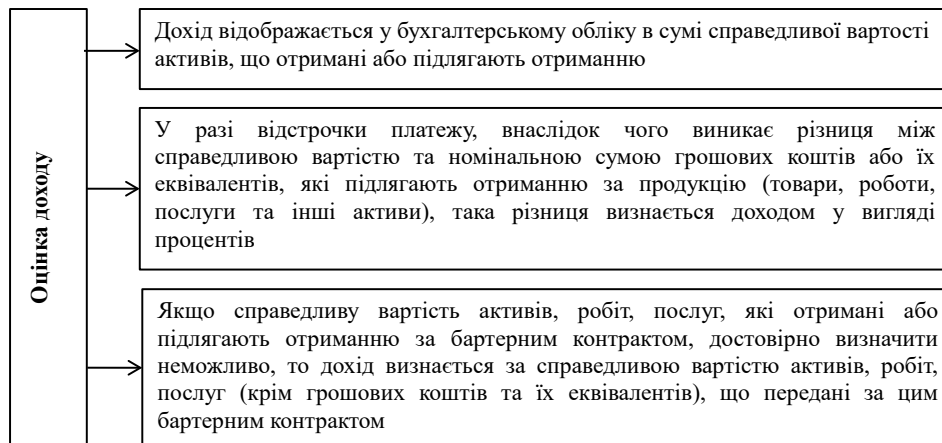 Оцінка доходу
Дохід відображається у бухгалтерському обліку в сумі справедливої вартості
активів, що отримані або підлягають отриманню
У разі відстрочки платежу, внаслідок чого виникає різниця між
справедливою вартістю та номінальною сумою грошових коштів або їх
еквівалентів, які підлягають отриманню за продукцію (товари, роботи,
послуги та інші активи), така різниця визнається доходом у вигляді
процентів
Якщо справедливу вартість активів, робіт, послуг, які отримані або
підлягають отриманню за бартерним контрактом, достовірно визначити
неможливо, то дохід визнається за справедливою вартістю активів, робіт,
послуг (крім грошових коштів та їх еквівалентів), що передані за цим
бартерним контрактом